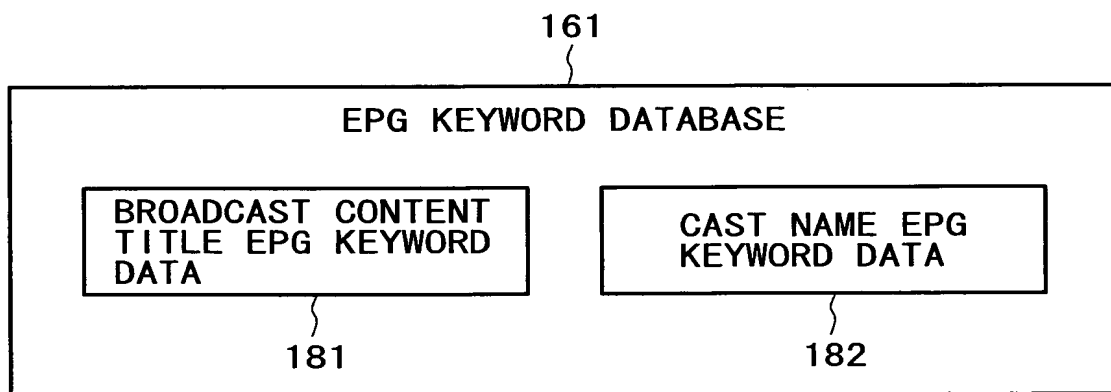 161
EPG KEYWORD DATABASE
BROADCAST CONTENT
TITLE EPG KEYWORD
DATA
CAST NAME EPG
KEYWORD DATA
181
182